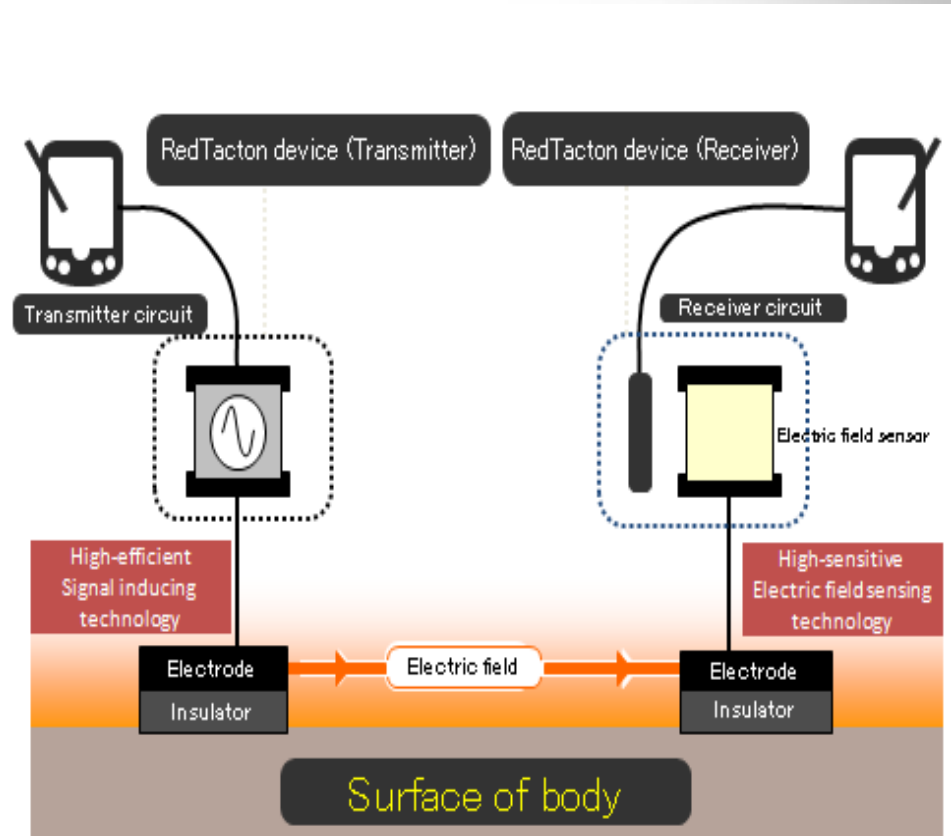 RedTacton device (Transmitter)
RedTacton device (Receiver)
Transmitter circuit
Receiver circuit
Electric field sensor
High-efficient
Signal inducing
technology
High-sensitive
Electric field sensing
technology
Electrode
Insulator
Electric field
Electrode
Insulator
Surface of body